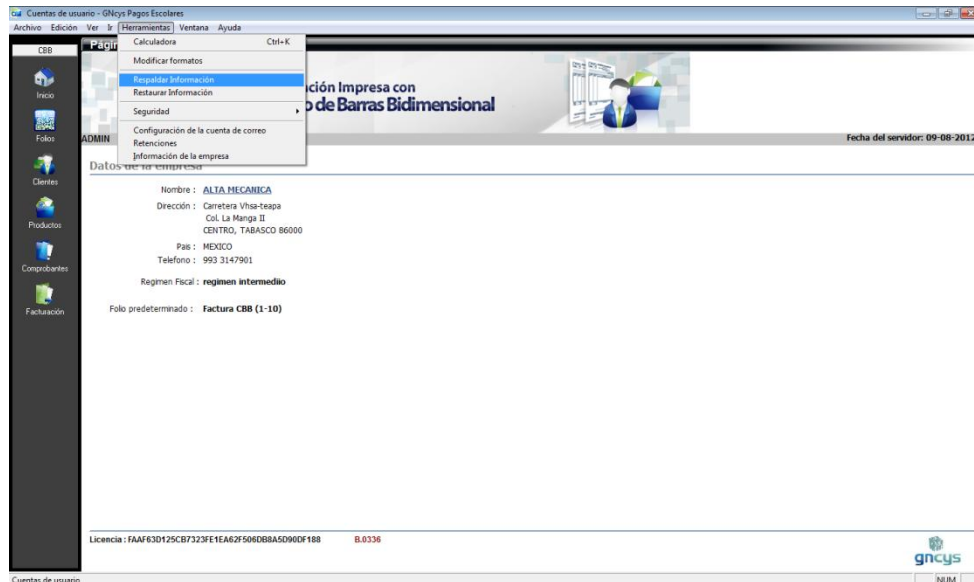 Cuentas de usuario - GNcys Pagos Escolares
Archivo Edición Ver Ir Herramientas Ventana Ayuda
CBB
Calculadora Ctrl+K
Modificar formatos
Respaldar Información
Restaurar Información
Seguridad
Configuración de la cuenta de correo
Retenciones
Información de la empresa
Impresa con
de Barras Bidimensional
Inicio
Folios
Clientes
Productos
Comprobantes
Facturación
ADMIN Fecha del servidor: 09-08-2012
Datos de la empresa
Nombre : ALTA MECANICA
Dirección : Carretera Vhsa-teapa
Col. La Manga II
CENTRO, TABASCO 86000
Pais : MEXICO
Telefono : 993 3147901
Regimen Fiscal : regimen intermediio
Folio predeterminado : Factura CBB (1-10)
Licencia : FAAF63D125CB7323FE1EA62F506DB8A5D90DF188 B.0336
gncys
Cuentas de usuario NUM